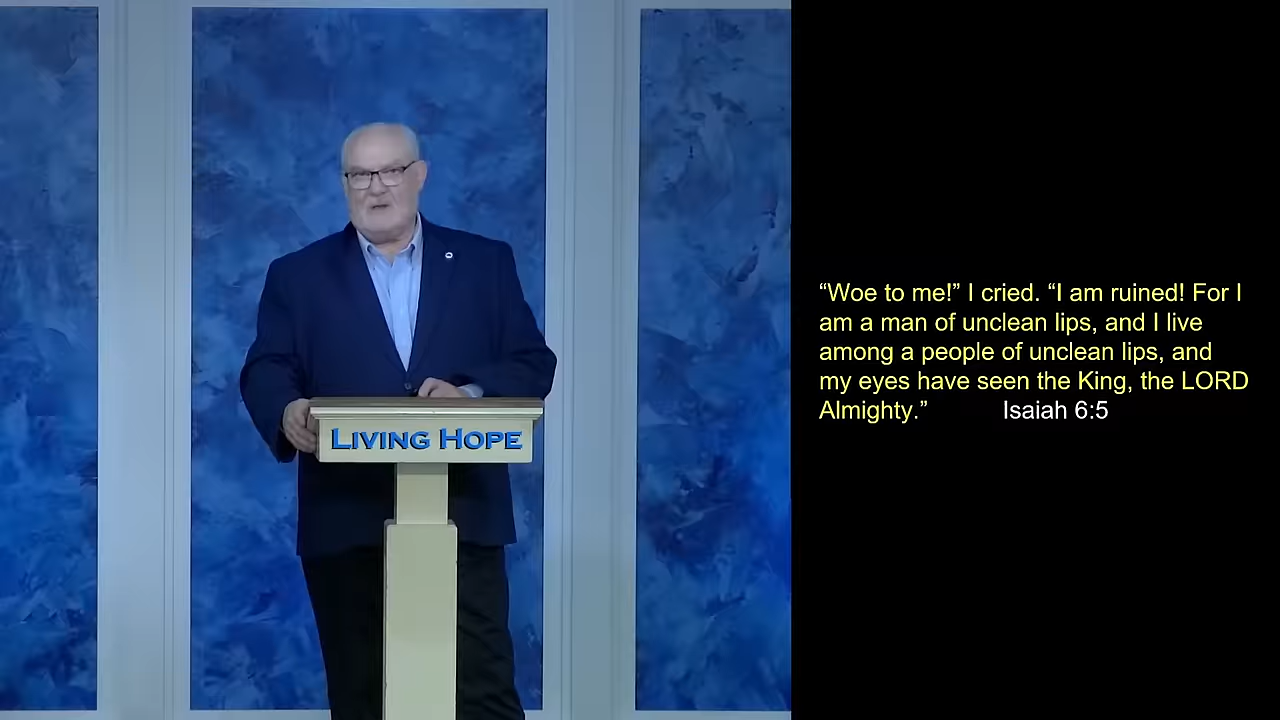 LIVING HOPE
“Woe to me!” I cried. “I am ruined! For I
am a man of unclean lips, and I live
among a people of unclean lips, and
my eyes have seen the King, the LORD
Almighty.” Isaiah 6:5